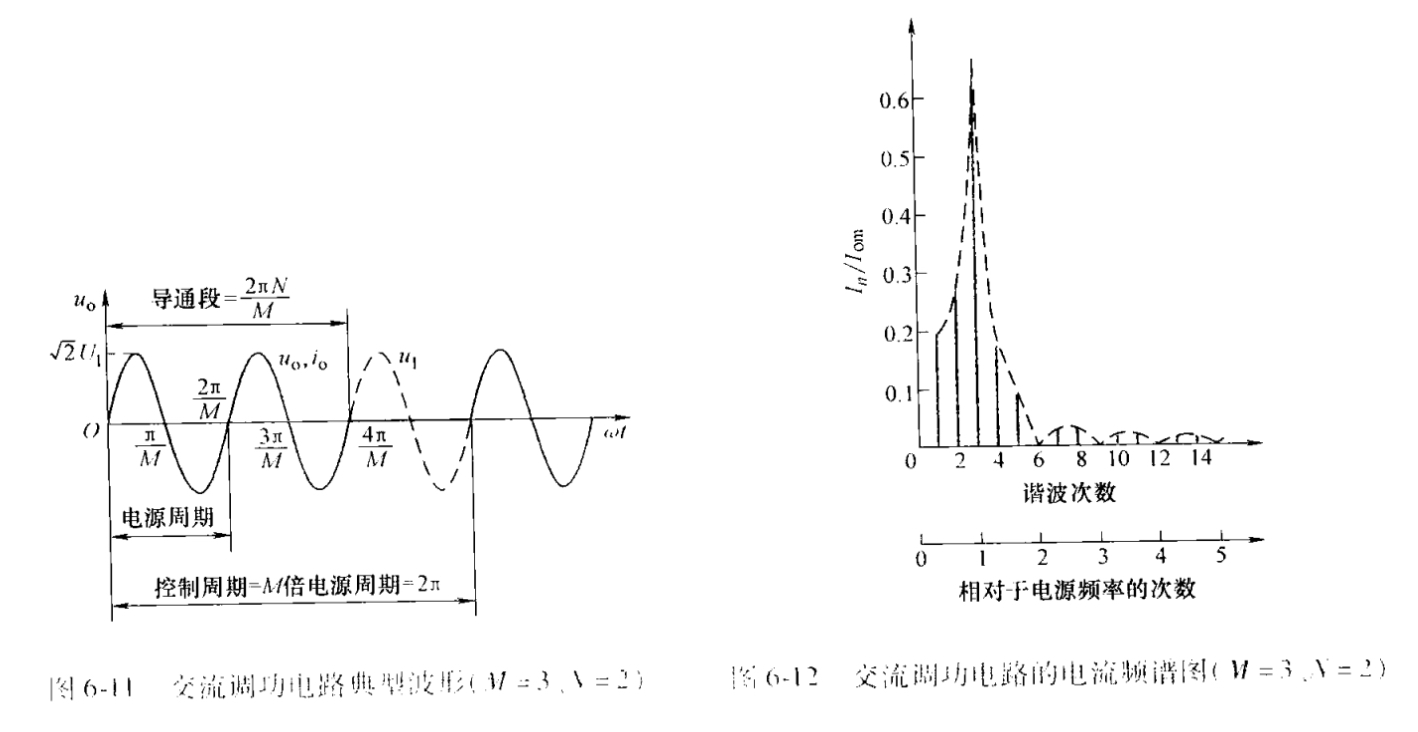 u_o
导通段=2πN/M
√2U_1
u_o,i_o
u_1
2π/M
O
π/M
3π/M
4π/M
ωt
电源周期
控制周期=M倍电源周期=2π
图 6-11 交流调功电路典型波形(M=3、N=2)
I_n/I_om
0.6
0.5
0.4
0.3
0.2
0.1
0 2 4 6 8 10 12 14
谐波次数
0 1 2 3 4 5
相对于电源频率的次数
图 6-12 交流调功电路的电流频谱图(M=3、N=2)